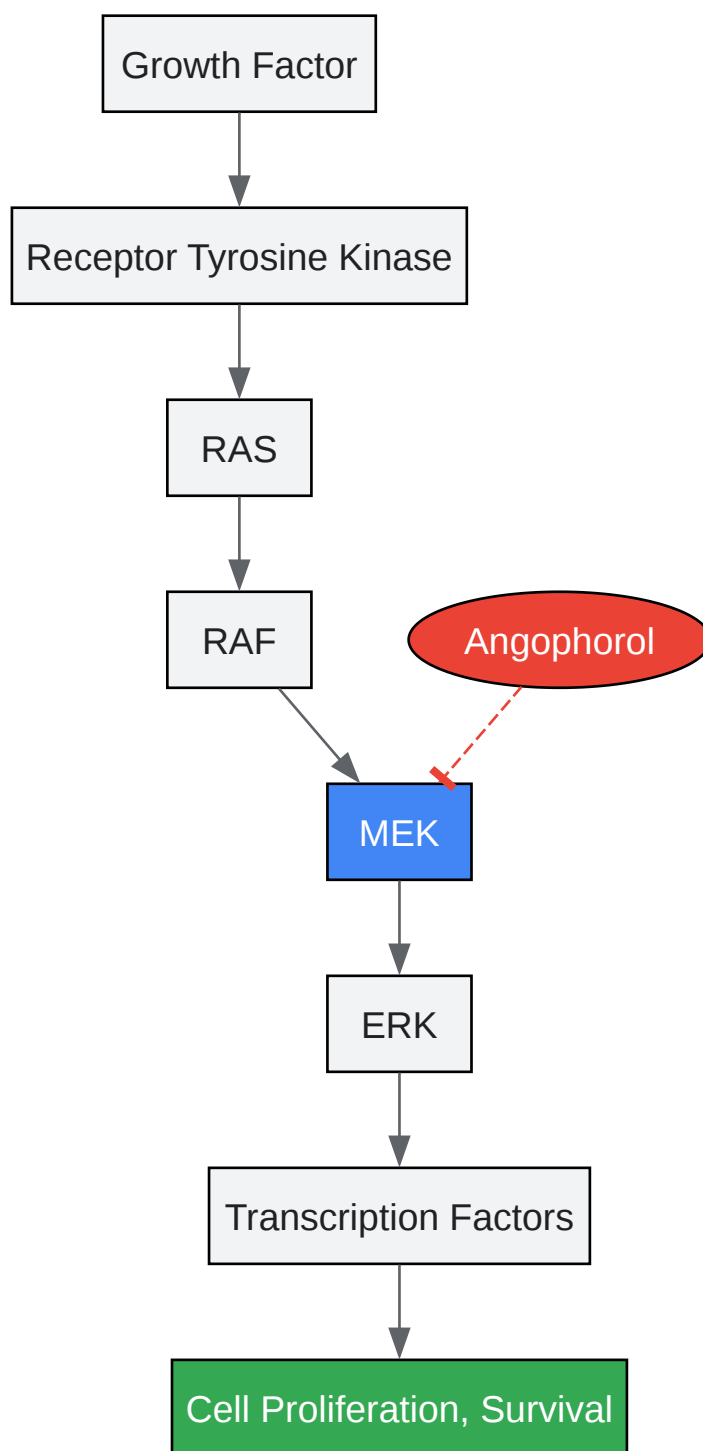 Growth Factor
Receptor Tyrosine Kinase
RAS
RAF
Angophorol
MEK
ERK
Transcription Factors
Cell Proliferation, Survival